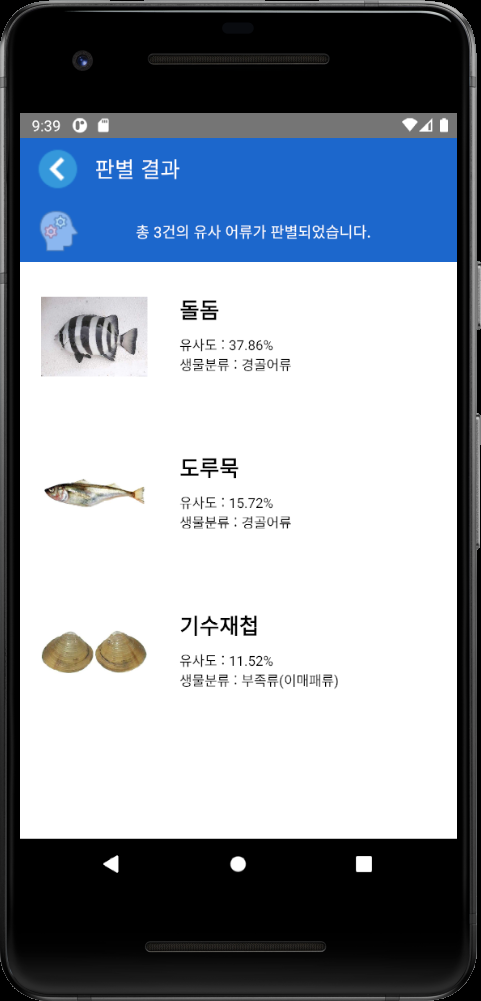 9:39
판별 결과
총 3건의 유사 어류가 판별되었습니다.
돌돔
유사도 : 37.86%
생물분류 : 경골어류
도루묵
유사도 : 15.72%
생물분류 : 경골어류
기수재첩
유사도 : 11.52%
생물분류 : 부족류(이매패류)